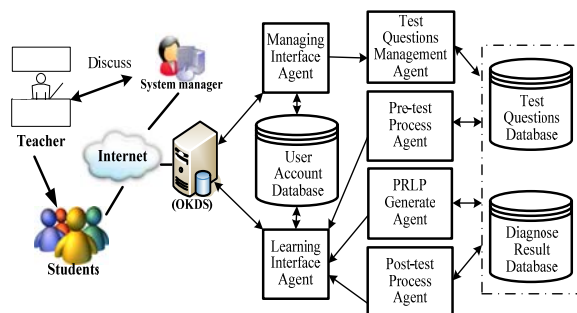 Discuss
System manager
Teacher
Students
Internet
(OKDS)
Managing
Interface
Agent
User
Account
Database
Learning
Interface
Agent
Test
Questions
Management
Agent
Pre-test
Process
Agent
PRLP
Generate
Agent
Post-test
Process
Agent
Test
Questions
Database
Diagnose
Result
Database